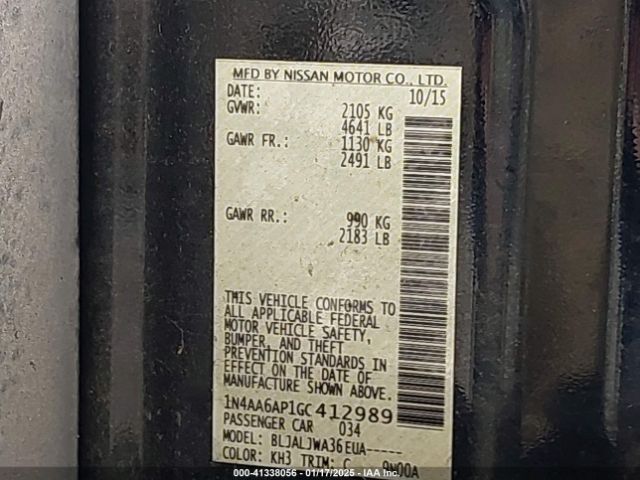 MFD BY NISSAN MOTOR CO., LTD.
DATE: 10/15
GVWR: 2105 KG
4641 LB
GAWR FR.: 1130 KG
2491 LB
GAWR RR.: 990 KG
2183 LB
THIS VEHICLE CONFORMS TO
ALL APPLICABLE FEDERAL
MOTOR VEHICLE SAFETY,
BUMPER, AND THEFT
PREVENTION STANDARDS IN
EFFECT ON THE DATE OF
MANUFACTURE SHOWN ABOVE.
1N4AA6AP1GC412989
PASSENGER CAR 034
MODEL: BLJALJWA36EUA-----
COLOR: KH3 TRIM: G
000-41338056 — 01/17/2025 - IAA Inc.